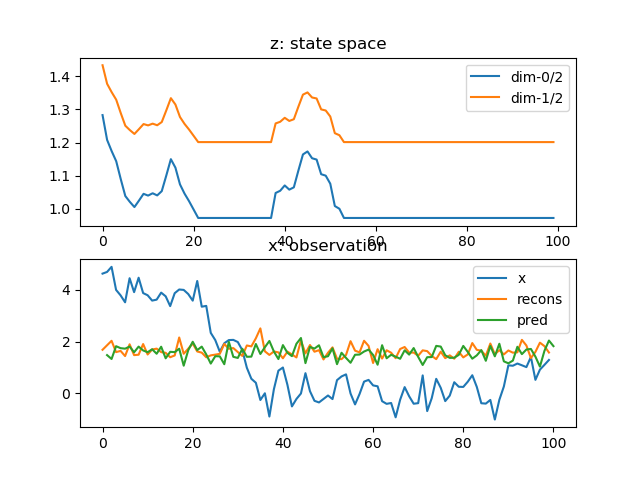 z: state space
1.4
1.3
1.2
1.1
1.0
dim-0/2
dim-1/2
0 20 40 60 80 100
x: observation
4
2
0
x
recons
pred
0 20 40 60 80 100